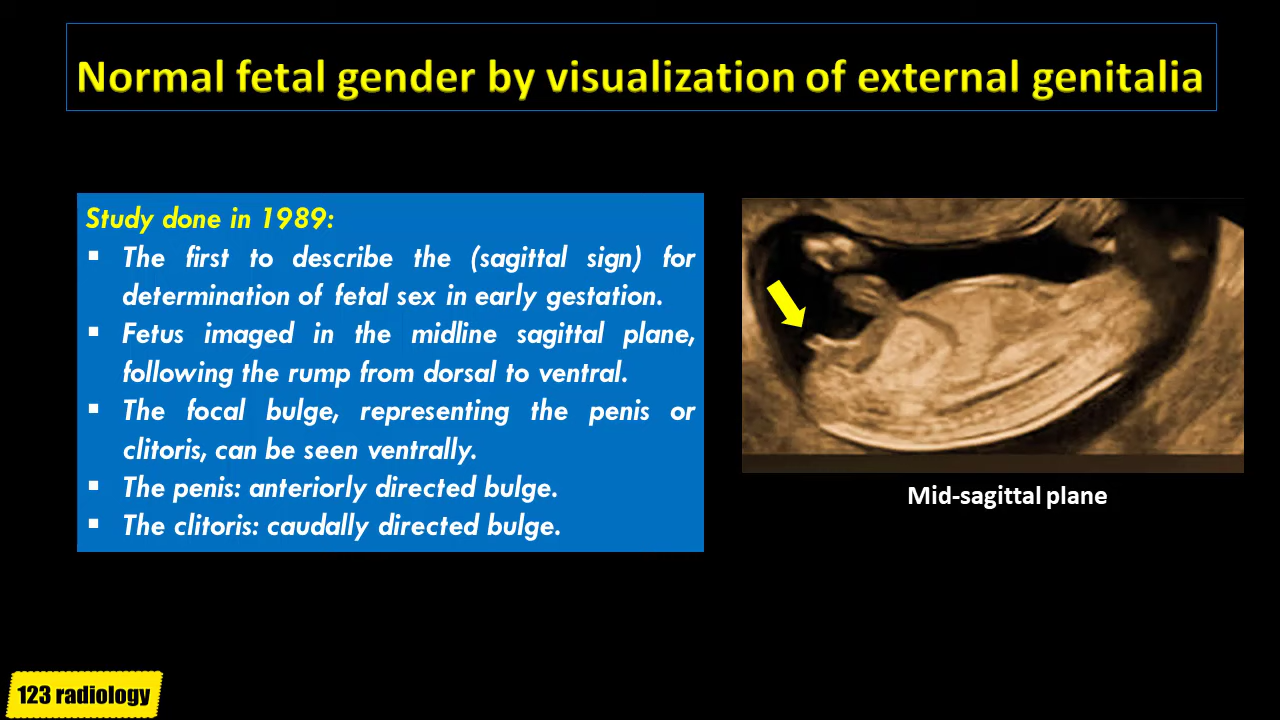 Normal fetal gender by visualization of external genitalia
Study done in 1989:
▪ The first to describe the (sagittal sign) for
determination of fetal sex in early gestation.
▪ Fetus imaged in the midline sagittal plane,
following the rump from dorsal to ventral.
▪ The focal bulge, representing the penis or
clitoris, can be seen ventrally.
▪ The penis: anteriorly directed bulge.
▪ The clitoris: caudally directed bulge.
Mid-sagittal plane
123 radiology